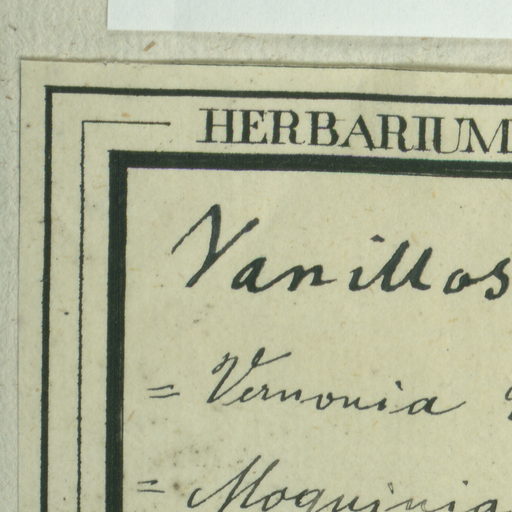 HERBARIUM
Vanillos
= Vernonia
= Moquinia